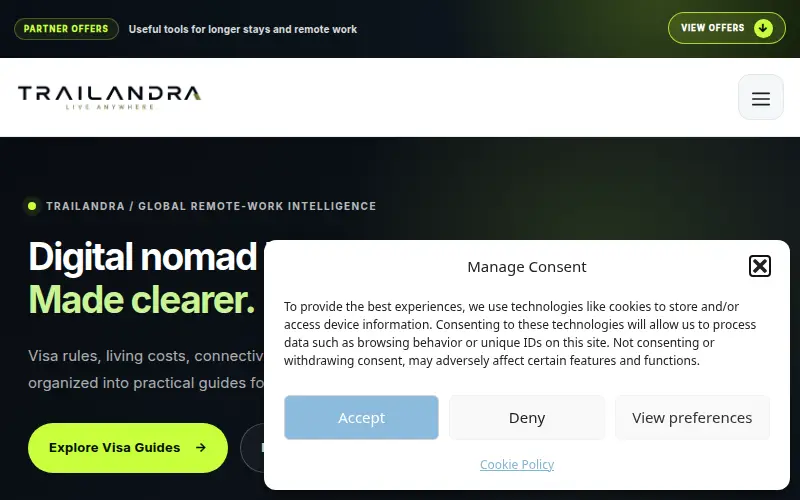 PARTNER OFFERS
Useful tools for longer stays and remote work
VIEW OFFERS
TRAILANDRA
LIVE ANYWHERE
TRAILANDRA / GLOBAL REMOTE-WORK INTELLIGENCE
Digital nomad
Made clearer.
Visa rules, living costs,
organized into practical guides
Explore Visa Guides
Manage Consent
To provide the best experiences, we use technologies like cookies to store and/or
access device information. Consenting to these technologies will allow us to process
data such as browsing behavior or unique IDs on this site. Not consenting or
withdrawing consent, may adversely affect certain features and functions.
Accept
Deny
View preferences
Cookie Policy